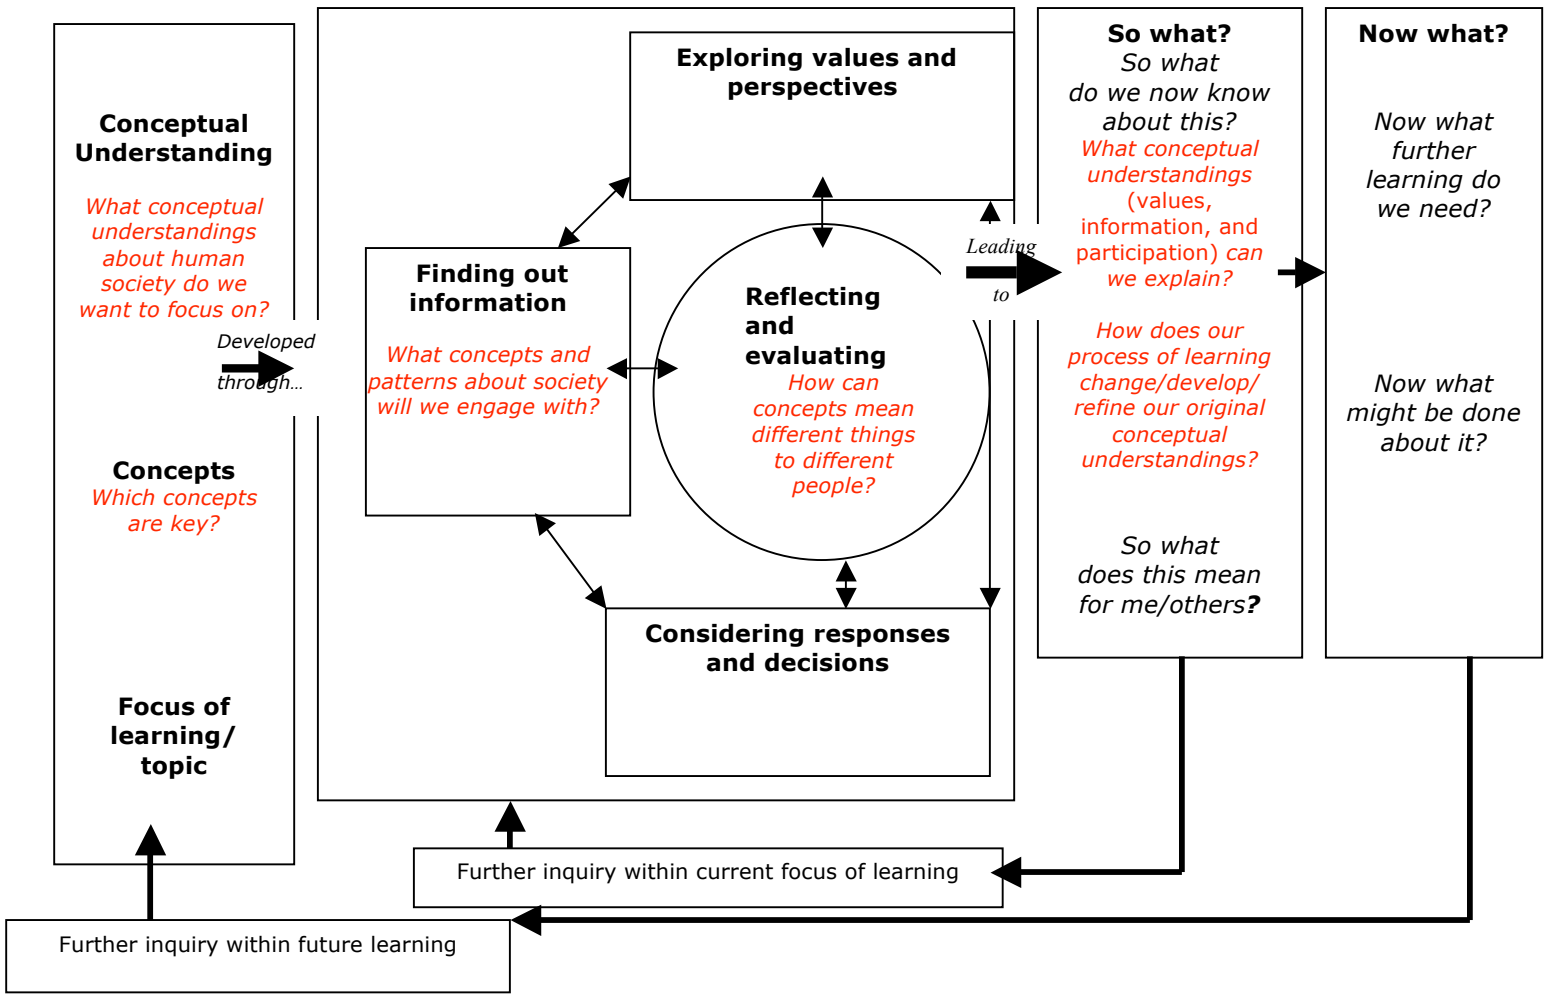 Conceptual
Understanding
What conceptual
understandings
about human
society do we
want to focus on?
Developed
through…
Concepts
Which concepts
are key?
Focus of
learning/
topic
Exploring values and
perspectives
Finding out
information
What concepts and
patterns about society
will we engage with?
Reflecting
and
evaluating
How can
concepts mean
different things
to different
people?
Considering responses
and decisions
Leading
to
So what?
So what
do we now know
about this?
What conceptual
understandings
(values,
information, and
participation) can
we explain?
How does our
process of learning
change/develop/
refine our original
conceptual
understandings?
So what
does this mean
for me/others?
Now what?
Now what
further
learning do
we need?
Now what
might be done
about it?
Further inquiry within current focus of learning
Further inquiry within future learning